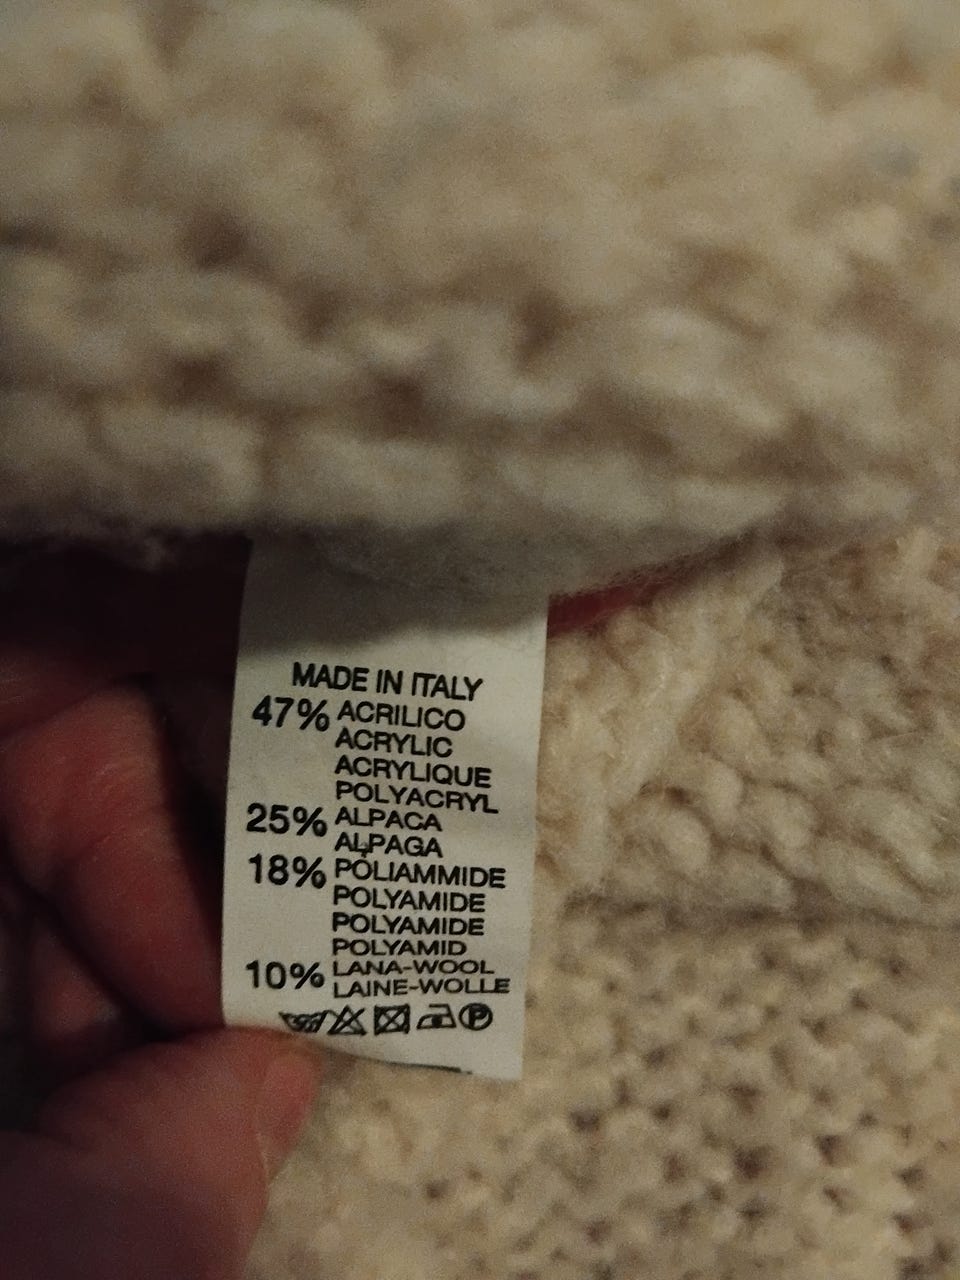 MADE IN ITALY
47% ACRILICO
ACRYLIC
ACRYLIQUE
POLYACRYL
25% ALPACA
ALPAGA
18% POLIAMMIDE
POLYAMIDE
POLYAMIDE
POLYAMID
10% LANA-WOOL
LAINE-WOLLE
P